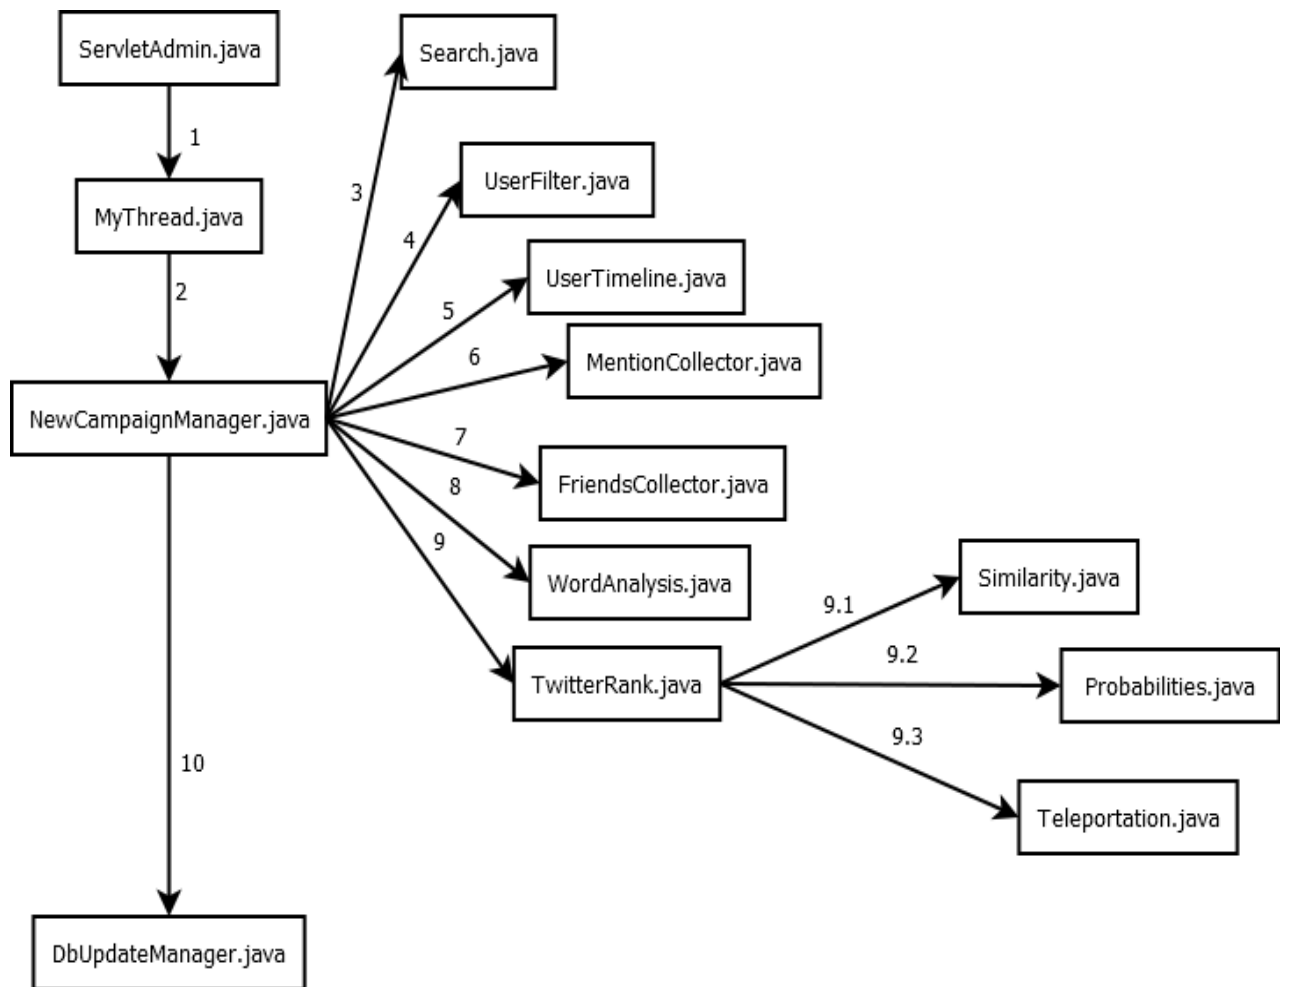 ServletAdmin.java
Search.java
1
3
UserFilter.java
MyThread.java
4
UserTimeline.java
2
5
6
MentionCollector.java
NewCampaignManager.java
7
FriendsCollector.java
8
9
WordAnalysis.java
Similarity.java
9.1
9.2
TwitterRank.java
Probabilities.java
9.3
10
Teleportation.java
DbUpdateManager.java